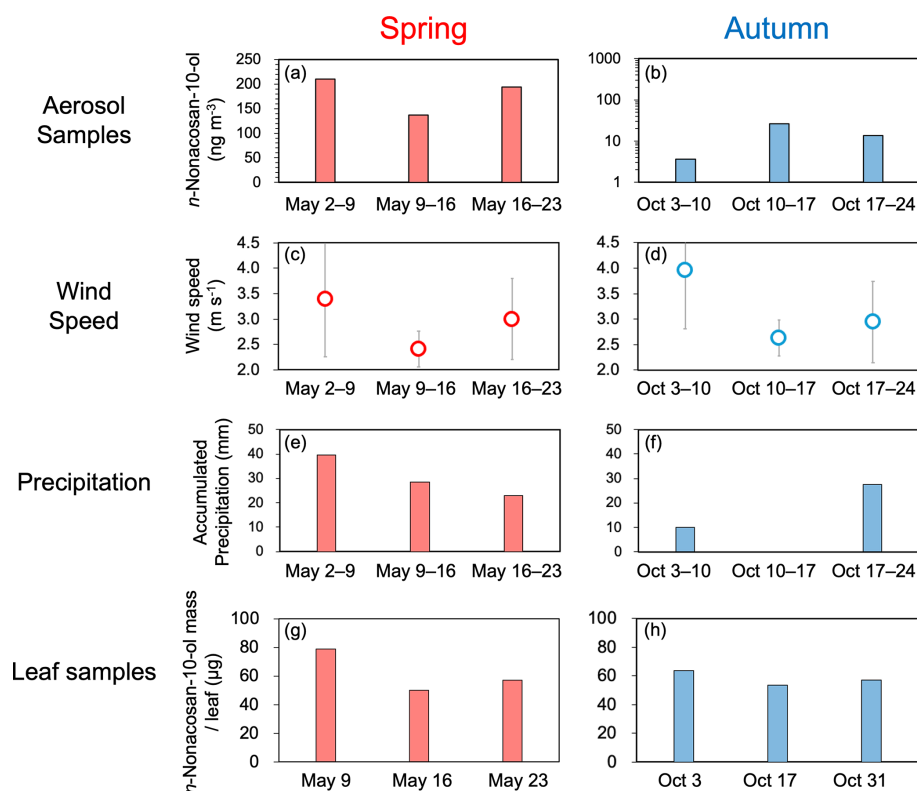 Spring
Autumn
Aerosol
Samples
n-Nonacosan-10-ol
(ng m-3)
(a)
250
200
150
100
50
0
May 2–9
May 9–16
May 16–23
(b)
1000
100
10
1
Oct 3–10
Oct 10–17
Oct 17–24
Wind
Speed
Wind speed
(m s-1)
(c)
4.5
4.0
3.5
3.0
2.5
2.0
May 2–9
May 9–16
May 16–23
(d)
4.5
4.0
3.5
3.0
2.5
2.0
Oct 3–10
Oct 10–17
Oct 17–24
Precipitation
Accumulated
Precipitation (mm)
(e)
50
40
30
20
10
0
May 2–9
May 9–16
May 16–23
(f)
50
40
30
20
10
0
Oct 3–10
Oct 10–17
Oct 17–24
Leaf samples
n-Nonacosan-10-ol mass
/ leaf (μg)
(g)
100
80
60
40
20
0
May 9
May 16
May 23
(h)
100
80
60
40
20
0
Oct 3
Oct 17
Oct 31